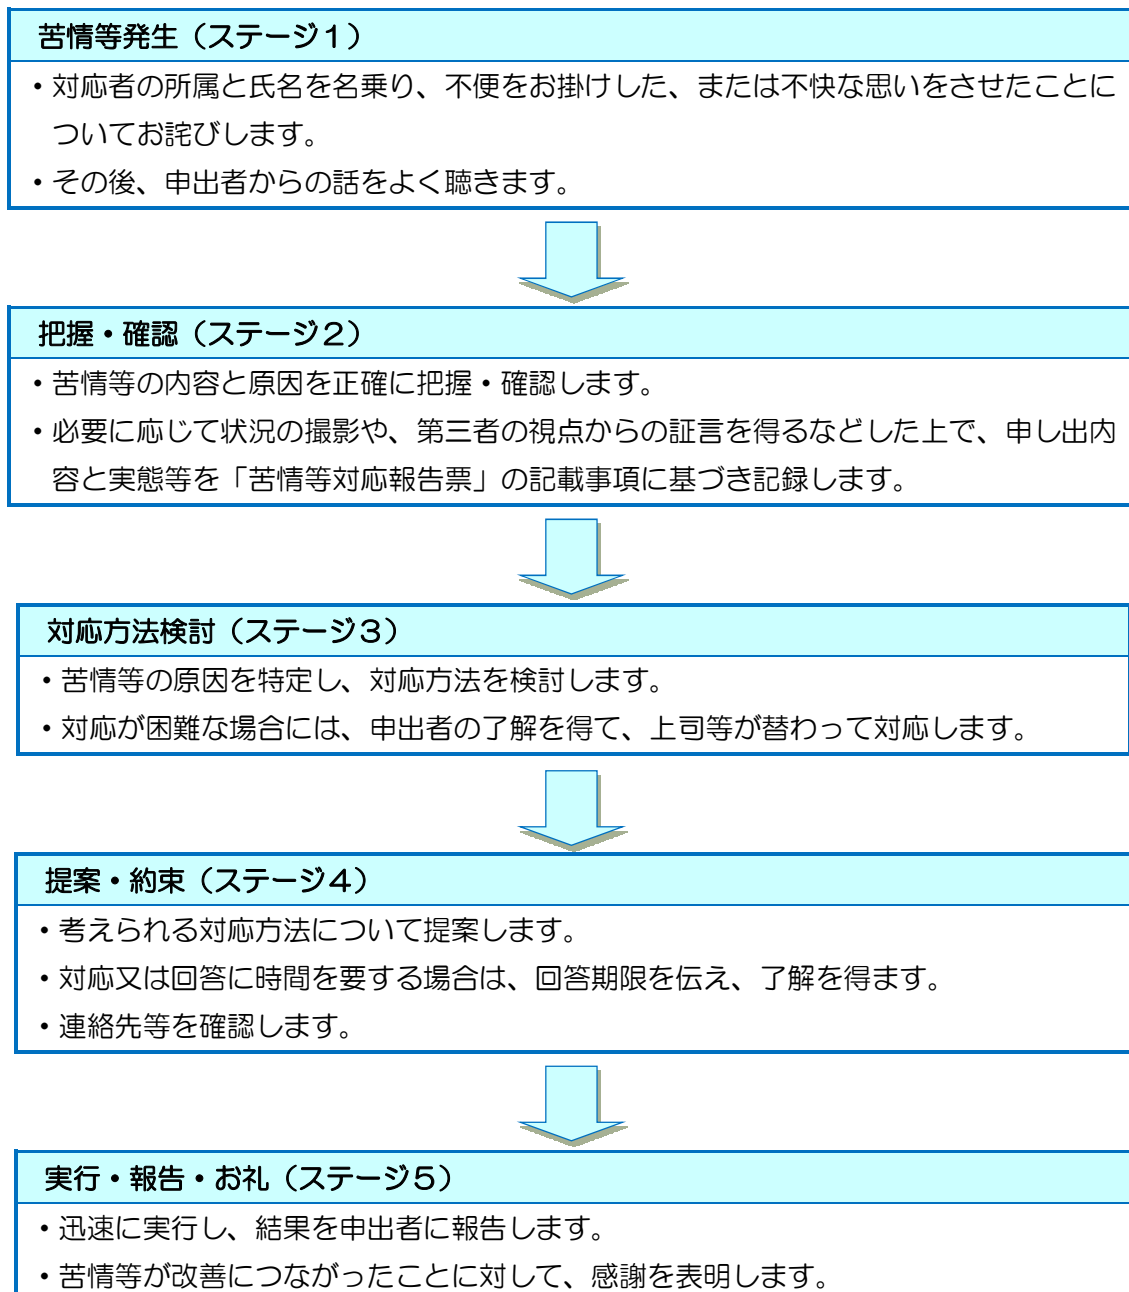 苦情等発生（ステージ１）
・対応者の所属と氏名を名乗り、不便をお掛けした、または不快な思いをさせたことに
ついてお詫びします。
・その後、申出者からの話をよく聴きます。
把握・確認（ステージ２）
・苦情等の内容と原因を正確に把握・確認します。
・必要に応じて状況の撮影や、第三者の視点からの証言を得るなどした上で、申し出内
容と実態等を「苦情等対応報告票」の記載事項に基づき記録します。
対応方法検討（ステージ３）
・苦情等の原因を特定し、対応方法を検討します。
・対応が困難な場合には、申出者の了解を得て、上司等が替わって対応します。
提案・約束（ステージ４）
・考えられる対応方法について提案します。
・対応又は回答に時間を要する場合は、回答期限を伝え、了解を得ます。
・連絡先等を確認します。
実行・報告・お礼（ステージ５）
・迅速に実行し、結果を申出者に報告します。
・苦情等が改善につながったことに対して、感謝を表明します。